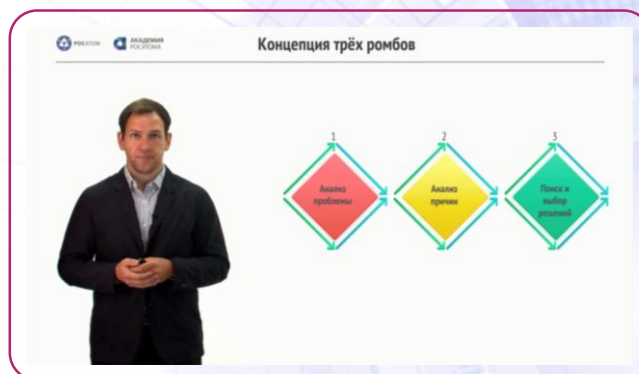 РОСАТОМ
АКАДЕМИЯ
РОСАТОМА
Концепция трёх ромбов
1
2
3
Анализ
проблемы
Анализ
причин
Поиск и
выбор
решений